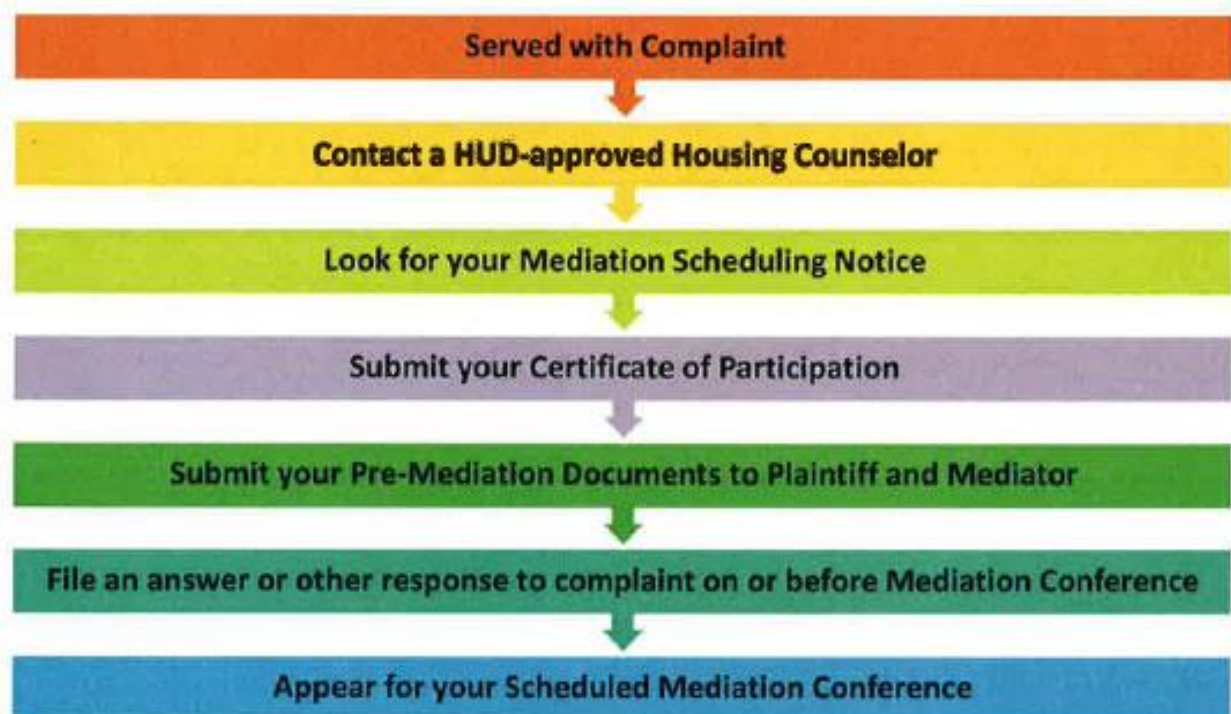 Served with Complaint
Contact a HUD-approved Housing Counselor
Look for your Mediation Scheduling Notice
Submit your Certificate of Participation
Submit your Pre-Mediation Documents to Plaintiff and Mediator
File an answer or other response to complaint on or before Mediation Conference
Appear for your Scheduled Mediation Conference